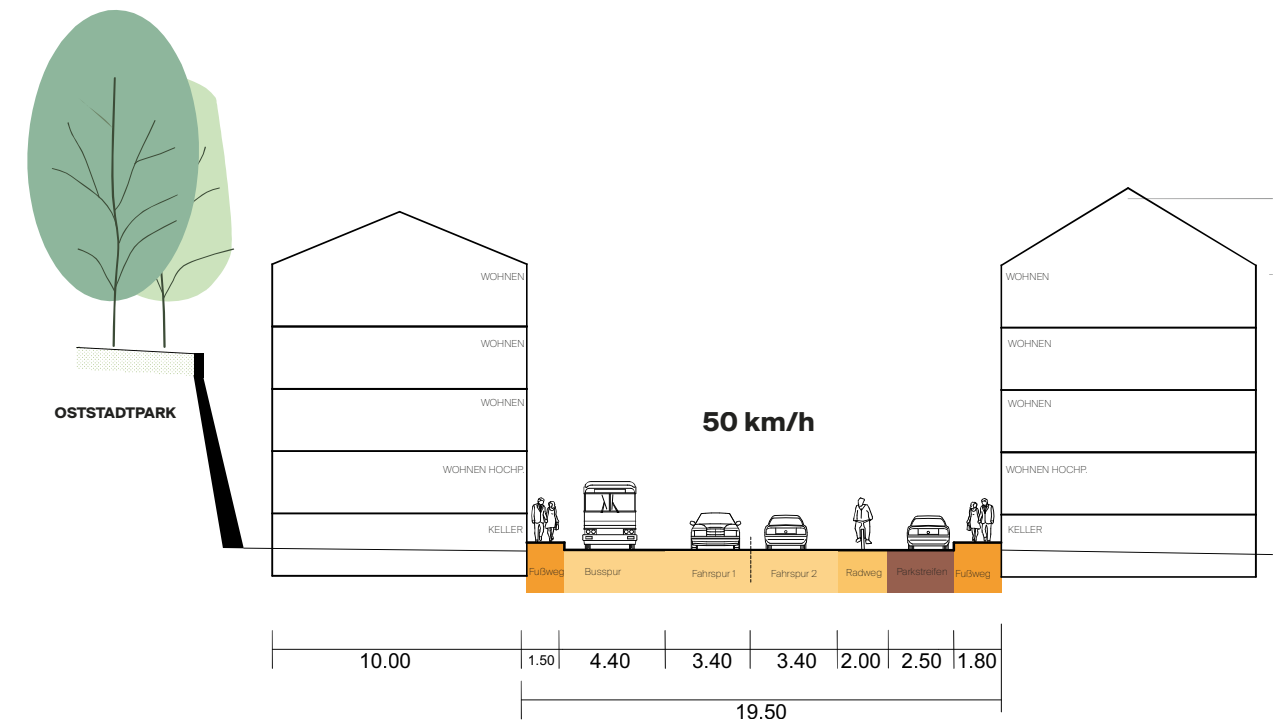 WOHNEN
WOHNEN
WOHNEN
WOHNEN
WOHNEN
WOHNEN
OSTSTADTPARK
50 km/h
WOHNEN HOCHP.
WOHNEN HOCHP.
KELLER
KELLER
Fußweg Busspur Fahrspur 1 Fahrspur 2 Radweg Parkstreifen Fußweg
10.00 1.50 4.40 3.40 3.40 2.00 2.50 1.80
19.50